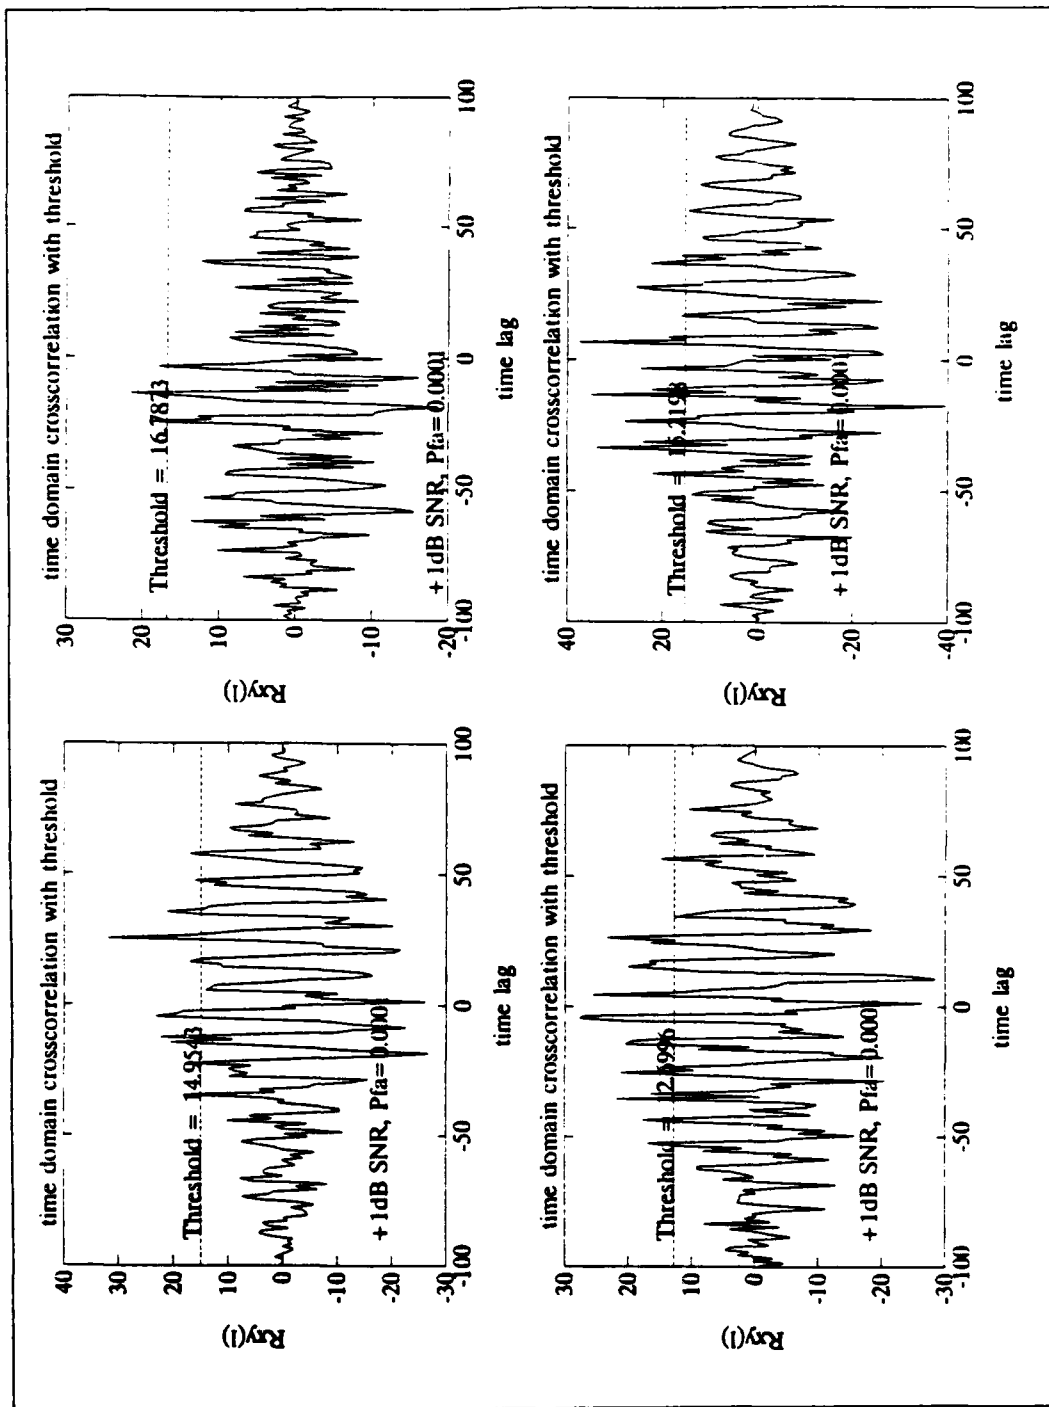 time domain crosscorrelation with threshold
40
30
20
10
0
-10
-20
-30
-100
-50
0
50
100
Rxy(l)
time lag
Threshold = 14.9543
+1dB SNR, Pfa=0.0001
time domain crosscorrelation with threshold
30
20
10
0
-10
-20
-100
-50
0
50
100
Rxy(l)
time lag
Threshold = 16.7873
+1dB SNR, Pfa=0.0001
time domain crosscorrelation with threshold
30
20
10
0
-10
-20
-30
-100
-50
0
50
100
Rxy(l)
time lag
Threshold =
+1dB SNR, Pfa=0.0001
time domain crosscorrelation with threshold
40
20
0
-20
-40
-100
-50
0
50
100
Rxy(l)
time lag
Threshold = 15.2198
+1dB SNR, Pfa=0.0001